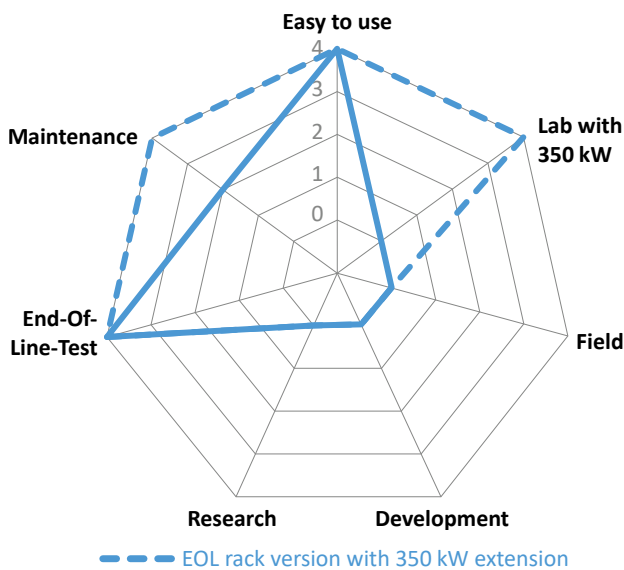 Easy to use
4
3
2
1
0
Maintenance
Lab with
350 kW
End-Of-
Line-Test
Field
Research
Development
EOL rack version with 350 kW extension